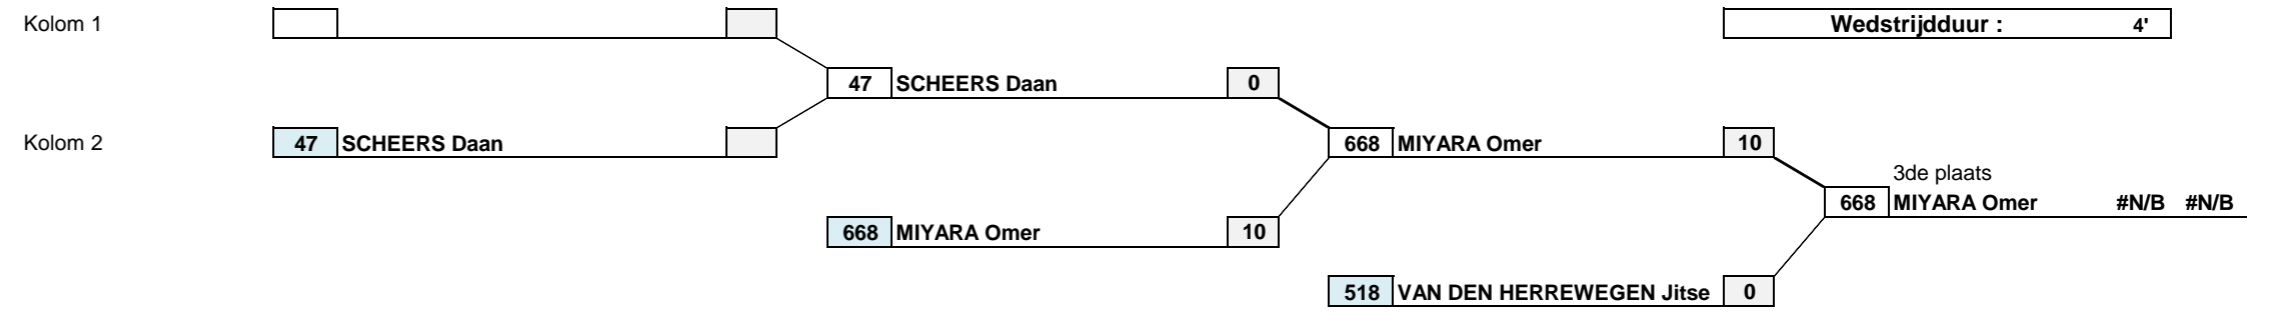 Kolom 1
Wedstrijdduur : 4'
47 SCHEERS Daan 0
Kolom 2 47 SCHEERS Daan
668 MIYARA Omer 10
3de plaats
668 MIYARA Omer #N/B #N/B
668 MIYARA Omer 10
518 VAN DEN HERREWEGEN Jitse 0